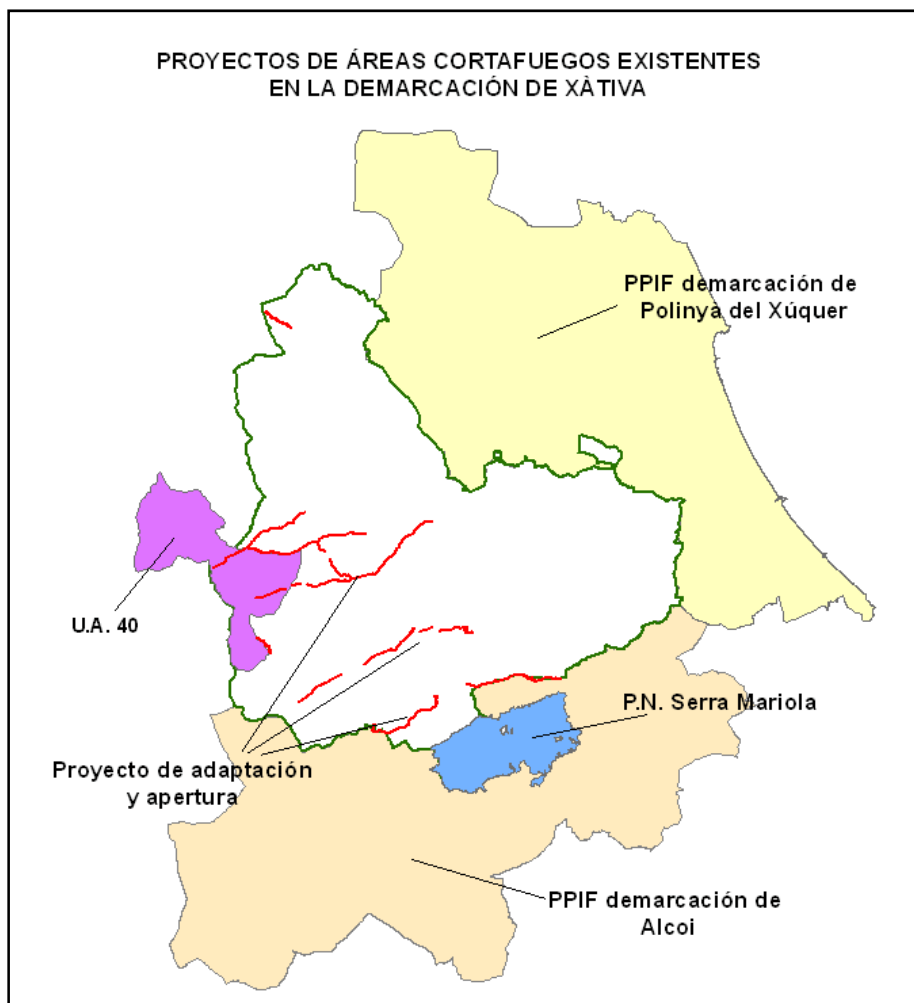 PROYECTOS DE ÁREAS CORTAFUEGOS EXISTENTES
EN LA DEMARCACIÓN DE XÀTIVA
PPIF demarcación de
Polinyà del Xúquer
U.A. 40
P.N. Serra Mariola
Proyecto de adaptación
y apertura
PPIF demarcación de
Alcoi